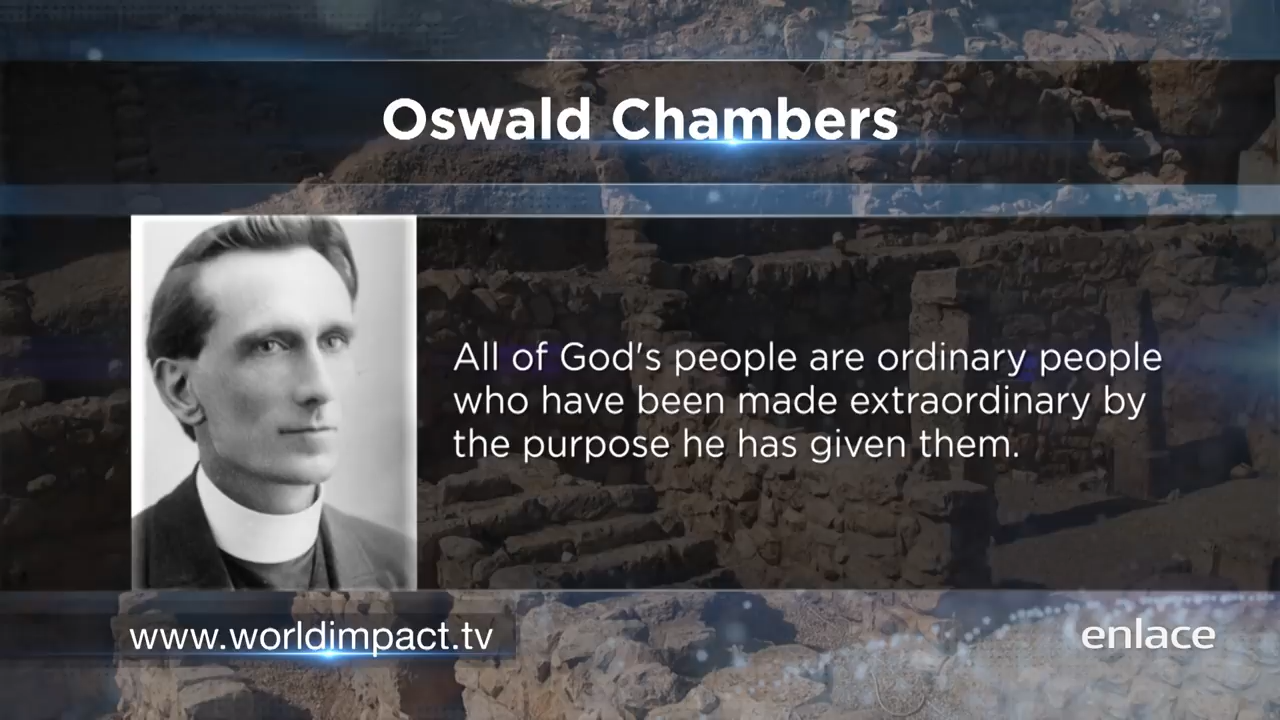 Oswald Chambers
All of God's people are ordinary people
who have been made extraordinary by
the purpose he has given them.
www.worldimpact.tv
enlace